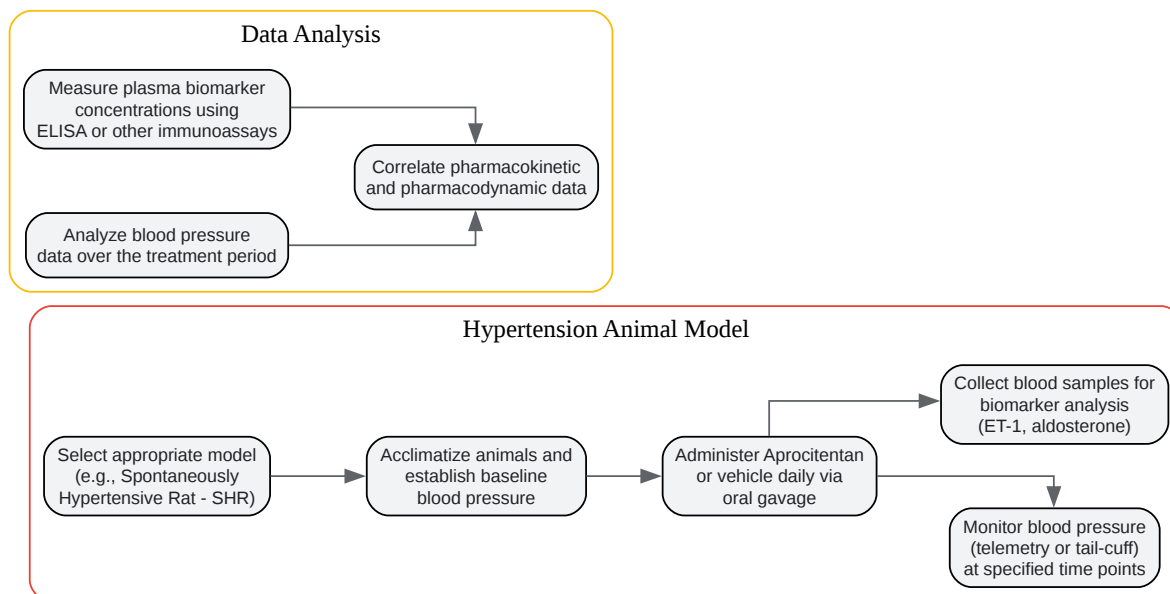 Data Analysis
Measure plasma biomarker
concentrations using
ELISA or other immunoassays
Correlate pharmacokinetic
and pharmacodynamic data
Analyze blood pressure
data over the treatment period
Hypertension Animal Model
Select appropriate model
(e.g., Spontaneously
Hypertensive Rat - SHR)
Acclimatize animals and
establish baseline
blood pressure
Administer Aprocitentan
or vehicle daily via
oral gavage
Collect blood samples for
biomarker analysis
(ET-1, aldosterone)
Monitor blood pressure
(telemetry or tail-cuff)
at specified time points